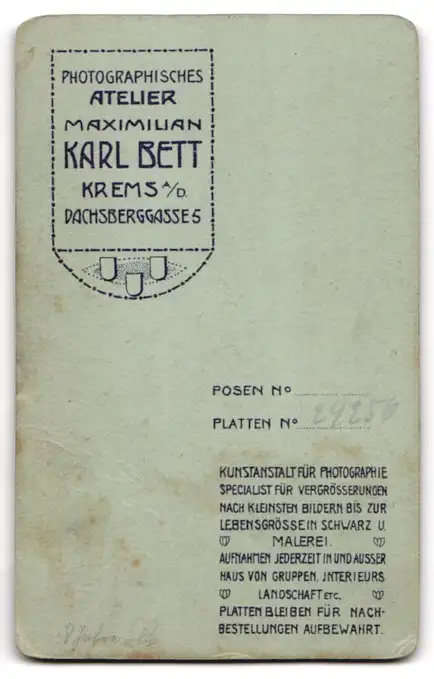 PHOTOGRAPHISCHES
ATELIER
MAXIMILIAN
KARL BETT
KREMS A/D.
DACHSBERGGASSE 5
POSEN No
PLATTEN No 29256
KUNSTANSTALT FÜR PHOTOGRAPHIE
SPECIALIST FÜR VERGRÖSSERUNGEN
NACH KLEINSTEN BILDERN BIS ZUR
LEBENSGRÖSSE IN SCHWARZ U.
MALEREI.
AUFNAHMEN JEDERZEIT IN UND AUSSER
HAUS VON GRUPPEN, INTERIEURS
LANDSCHAFT ETC.
PLATTEN BLEIBEN FÜR NACH-
BESTELLUNGEN AUFBEWAHRT.